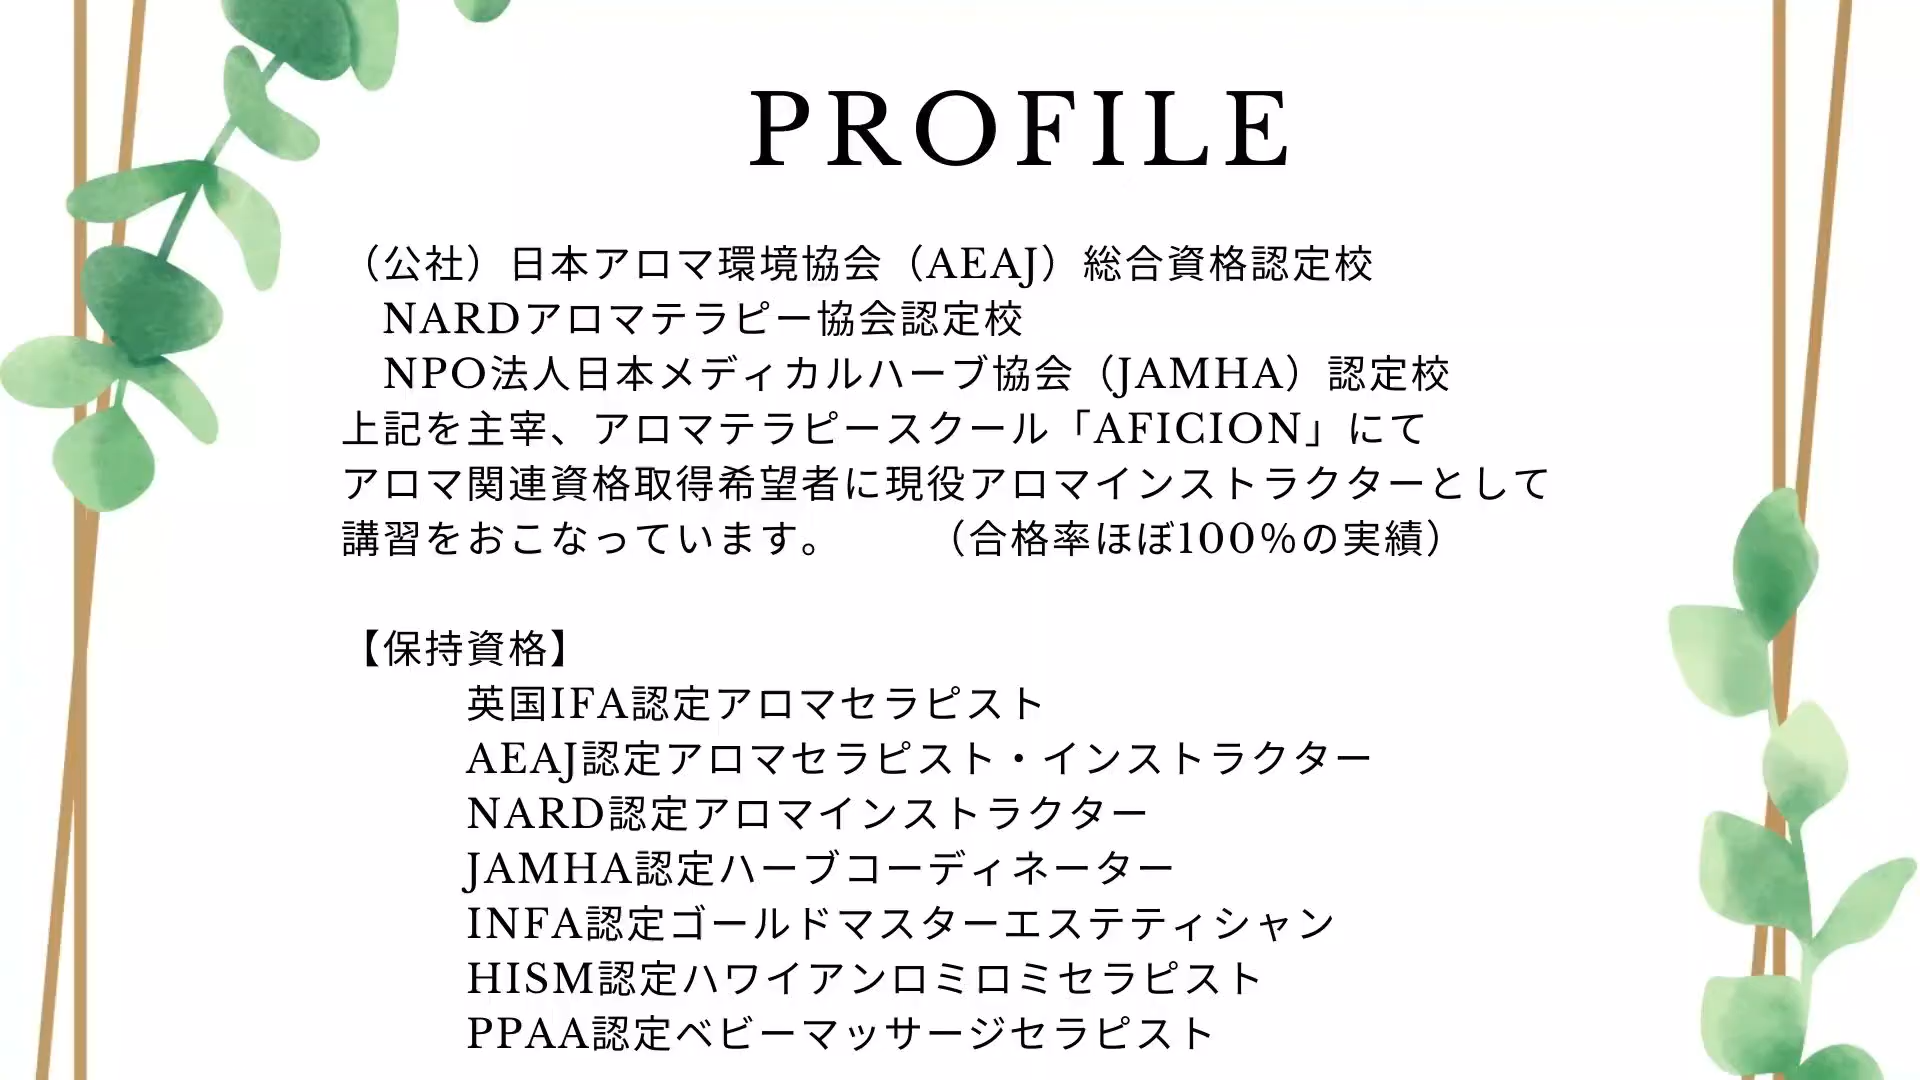 PROFILE
（公社）日本アロマ環境協会（AEAJ）総合資格認定校
NARDアロマテラピー協会認定校
NPO法人日本メディカルハーブ協会（JAMHA）認定校
上記を主宰、アロマテラピースクール「AFICION」にて
アロマ関連資格取得希望者に現役アロマインストラクターとして
講習をおこなっています。　　（合格率ほぼ100％の実績）
【保持資格】
英国IFA認定アロマセラピスト
AEAJ認定アロマセラピスト・インストラクター
NARD認定アロマインストラクター
JAMHA認定ハーブコーディネーター
INFA認定ゴールドマスターエステティシャン
HISM認定ハワイアンロミロミセラピスト
PPAA認定ベビーマッサージセラピスト